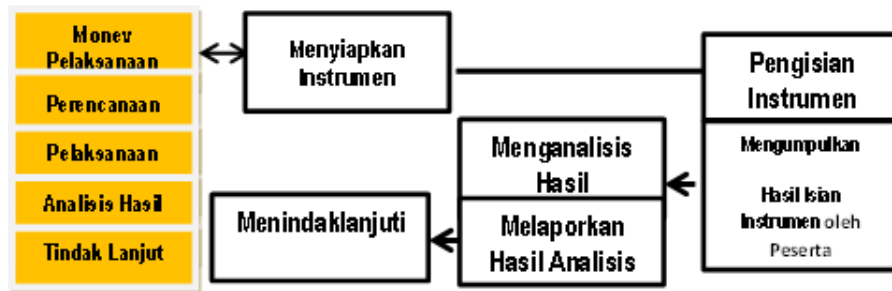 Monev
Pelaksanaan
Perencanaan
Pelaksanaan
Analisis Hasil
Tindak Lanjut
Menyiapkan
Instrumen
Pengisian
Instrumen
Mengumpulkan
Hasil Isian
Instrumen oleh
Peserta
Menganalisis
Hasil
Melaporkan
Hasil Analisis
Menindaklanjuti